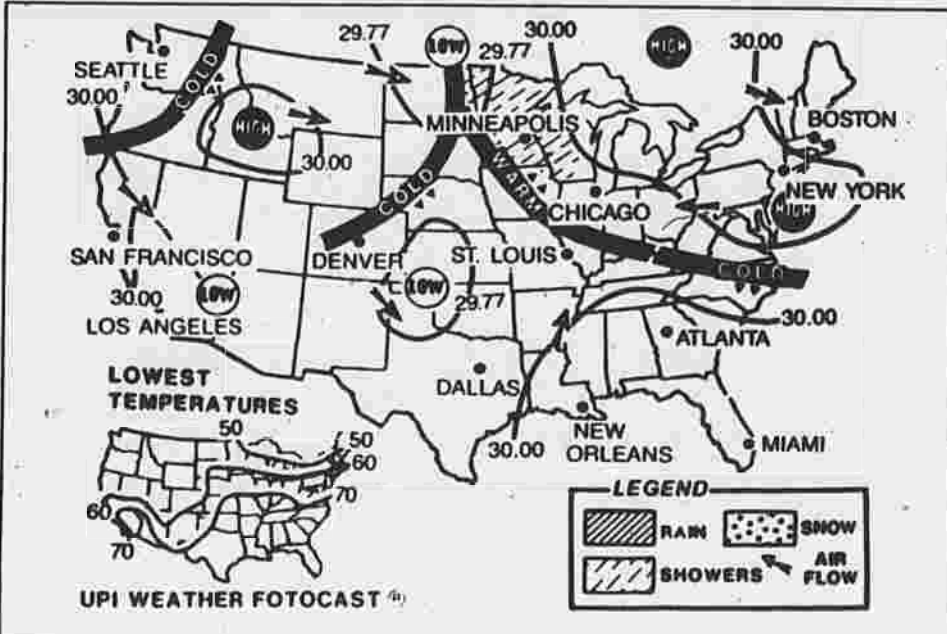 29.77
LOW
29.77
30.00
HIGH
30.00
SEATTLE
COLD
30.00
HIGH
30.00
MINNEAPOLIS
BOSTON
COLD
WARM
NEW YORK
HIGH
CHICAGO
SAN FRANCISCO
DENVER
ST. LOUIS
COLD
30.00
LOW
LOW
29.77
LOS ANGELES
30.00
ATLANTA
DALLAS
30.00
NEW
ORLEANS
MIAMI
LOWEST
TEMPERATURES
50
50
60
70
60
70
LEGEND
RAIN
SNOW
SHOWERS
AIR
FLOW
UPI WEATHER FOTOCAST